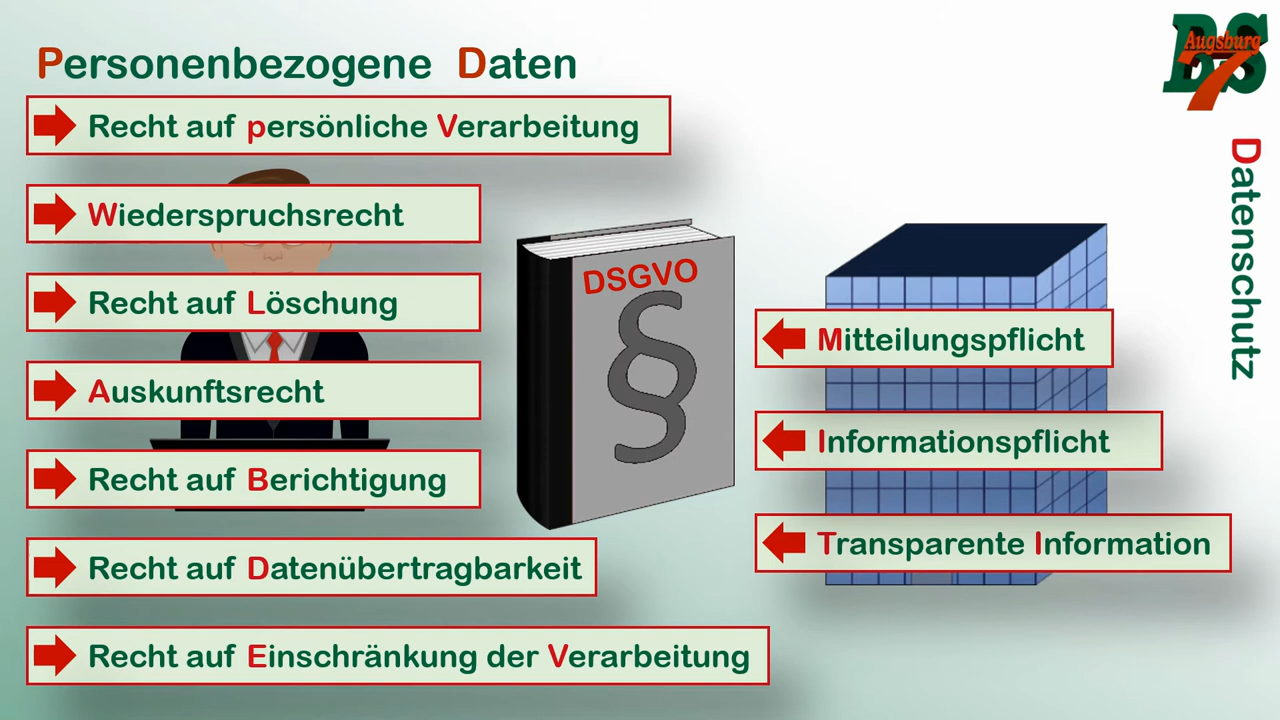 Personenbezogene Daten
Recht auf persönliche Verarbeitung
Wiederspruchsrecht
Recht auf Löschung
Auskunftsrecht
Recht auf Berichtigung
Recht auf Datenübertragbarkeit
Recht auf Einschränkung der Verarbeitung
DSGVO
§
Mitteilungspflicht
Informationspflicht
Transparente Information
BS
Augsburg
7
Datenschutz